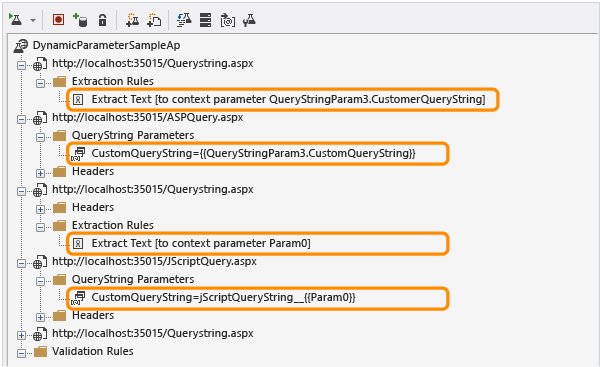 DynamicParameterSampleAp
http://localhost:35015/Querystring.aspx
Extraction Rules
Extract Text [to context parameter QueryStringParam3.CustomerQueryString]
http://localhost:35015/ASPQuery.aspx
QueryString Parameters
CustomQueryString={{QueryStringParam3.CustomQueryString}}
Headers
http://localhost:35015/Querystring.aspx
Headers
Extraction Rules
Extract Text [to context parameter Param0]
http://localhost:35015/JScriptQuery.aspx
QueryString Parameters
CustomQueryString=jScriptQueryString__{{Param0}}
Headers
http://localhost:35015/Querystring.aspx
Validation Rules